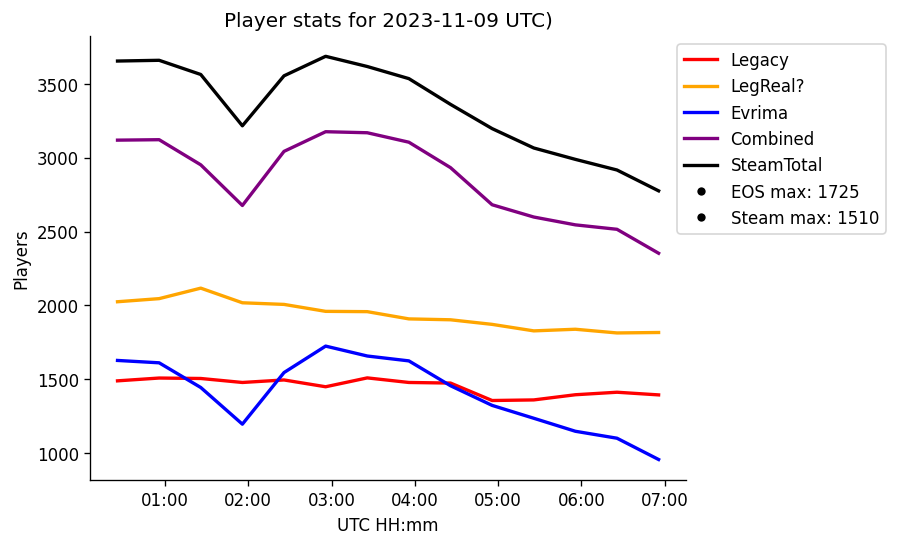 Player stats for 2023-11-09 UTC)
Legacy
LegReal?
Evrima
Combined
SteamTotal
EOS max: 1725
Steam max: 1510
Players
3500
3000
2500
2000
1500
1000
01:00 02:00 03:00 04:00 05:00 06:00 07:00
UTC HH:mm